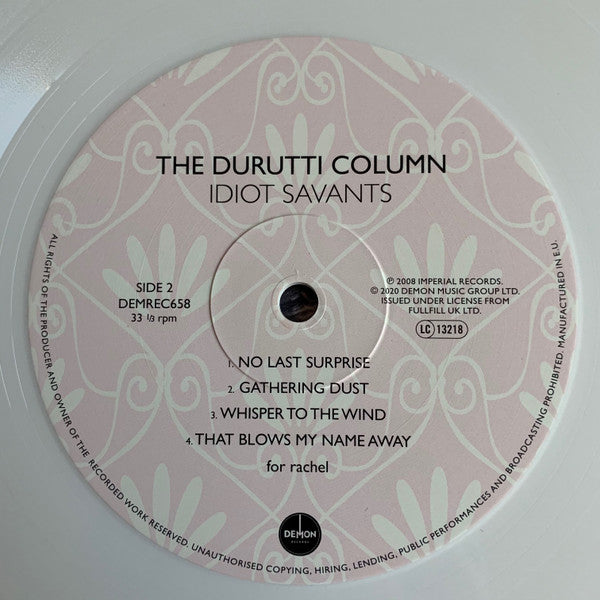 THE DURUTTI COLUMN
IDIOT SAVANTS
SIDE 2
DEMREC658
33 1/3 rpm
℗ 2008 IMPERIAL RECORDS.
© 2020 DEMON MUSIC GROUP LTD.
ISSUED UNDER LICENSE FROM
FULLFILL UK LTD.
LC 13218
1. NO LAST SURPRISE
2. GATHERING DUST
3. WHISPER TO THE WIND
4. THAT BLOWS MY NAME AWAY
for rachel
DEMON
RECORDS
ALL RIGHTS OF THE PRODUCER AND OWNER OF THE RECORDED WORK RESERVED. UNAUTHORISED COPYING, HIRING, LENDING, PUBLIC PERFORMANCES AND BROADCASTING PROHIBITED. MANUFACTURED IN E.U.